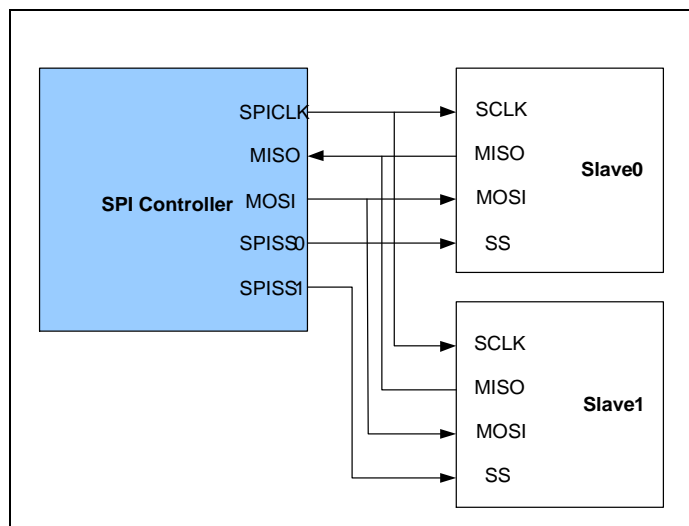 SPI Controller
SPICLK
MISO
MOSI
SPISS0
SPISS1
SCLK
MISO
MOSI
SS
Slave0
SCLK
MISO
MOSI
SS
Slave1